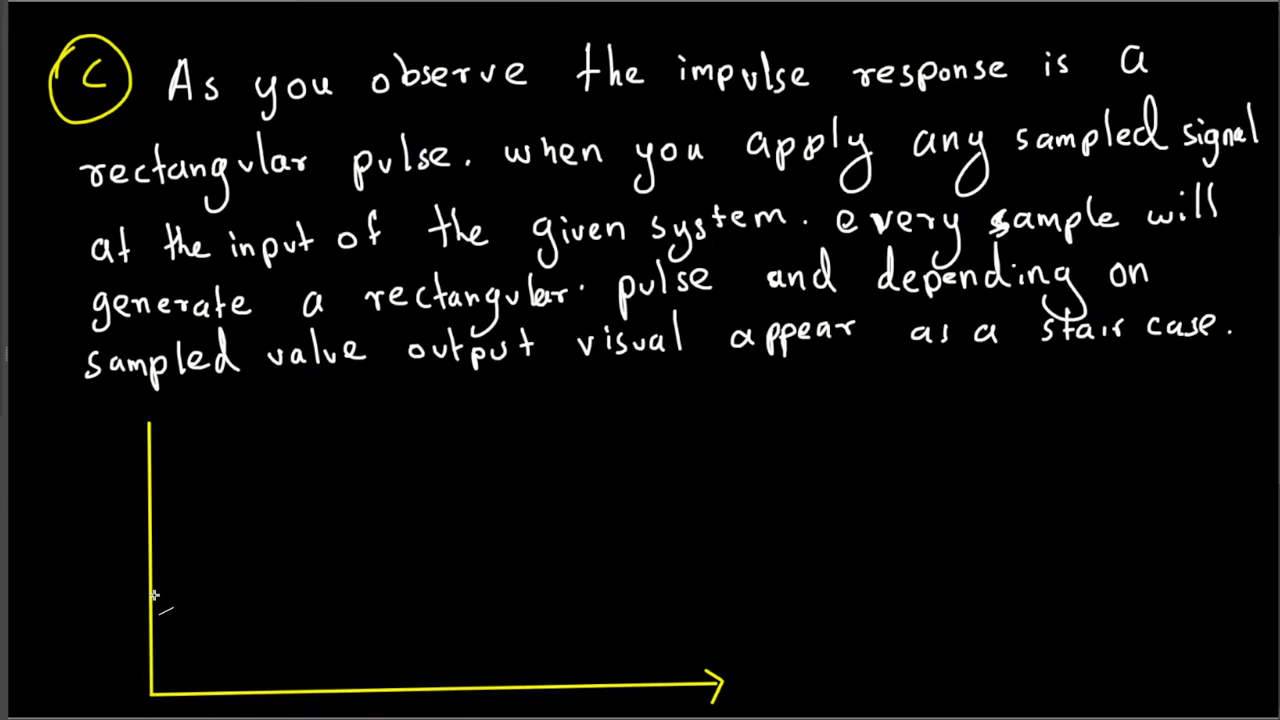 C As you observe the impulse response is a
rectangular pulse. when you apply any sampled signal
at the input of the given system. every sample will
generate a rectangular. pulse and depending on
sampled value output visual appear as a stair case.